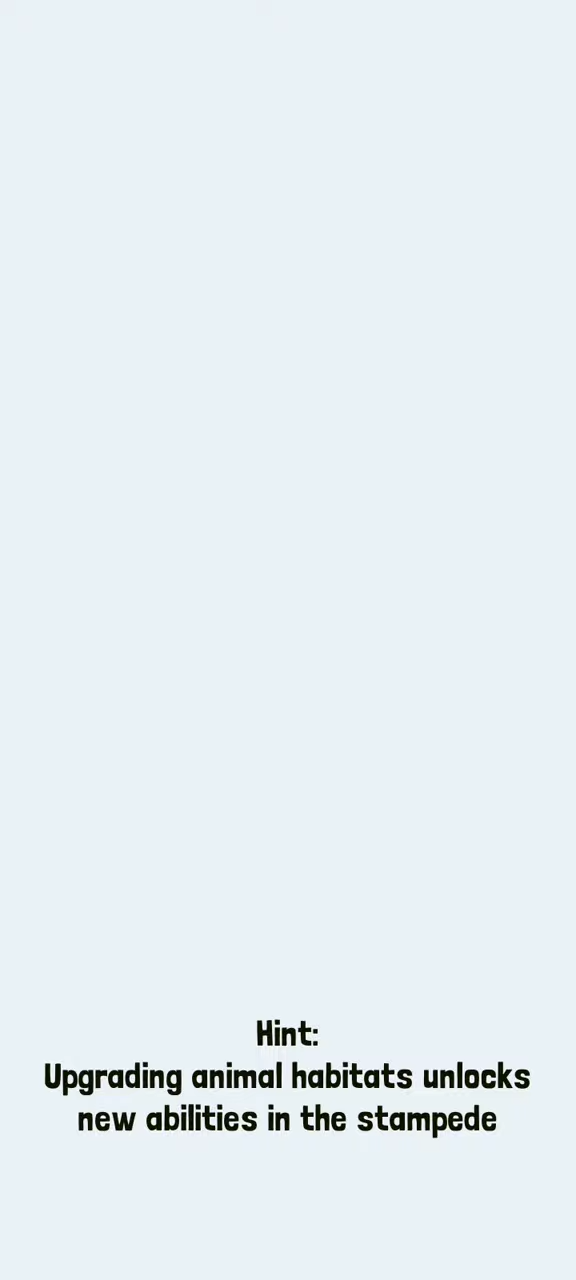 Hint:
Upgrading animal habitats unlocks
new abilities in the stampede